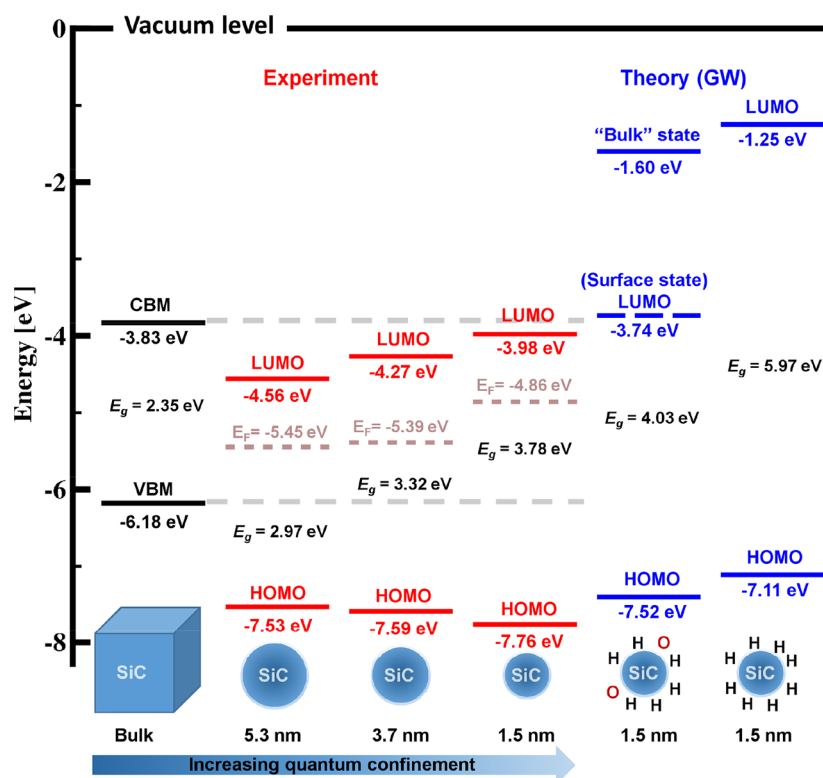 Vacuum level
0
-2
-4
-6
-8
Energy [eV]
Experiment
Theory (GW)
CBM
-3.83 eV
E_g = 2.35 eV
VBM
-6.18 eV
SiC
Bulk
LUMO
-4.56 eV
E_F= -5.45 eV
E_g = 2.97 eV
HOMO
-7.53 eV
5.3 nm
LUMO
-4.27 eV
E_F= -5.39 eV
E_g = 3.32 eV
HOMO
-7.59 eV
3.7 nm
LUMO
-3.98 eV
E_F= -4.86 eV
E_g = 3.78 eV
HOMO
-7.76 eV
SiC
1.5 nm
“Bulk” state
-1.60 eV
(Surface state)
LUMO
-3.74 eV
E_g = 4.03 eV
HOMO
-7.52 eV
H O
H SiC H
O H
H H
1.5 nm
LUMO
-1.25 eV
E_g = 5.97 eV
HOMO
-7.11 eV
H H
H SiC H
H H
H H
1.5 nm
SiC
SiC
Increasing quantum confinement